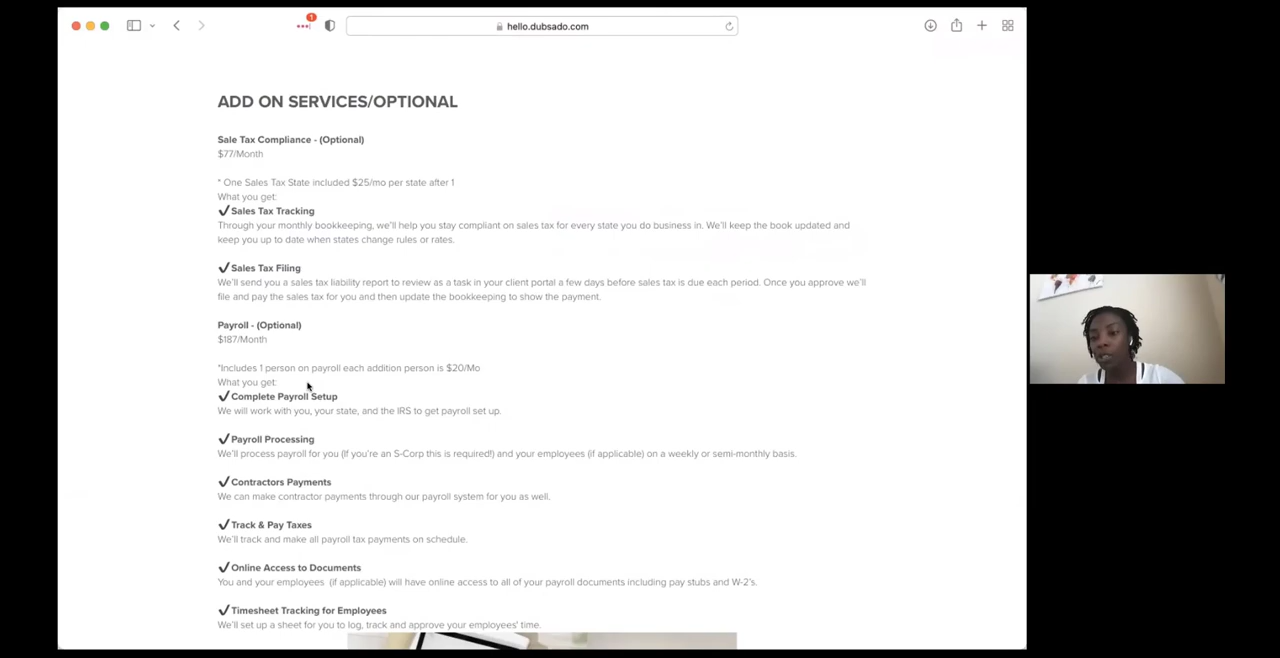 1
hello.dubsado.com
ADD ON SERVICES/OPTIONAL
Sale Tax Compliance - (Optional)
$77/Month
* One Sales Tax State included $25/mo per state after 1
What you get:
✓Sales Tax Tracking
Through your monthly bookkeeping, we'll help you stay compliant on sales tax for every state you do business in. We'll keep the book updated and
keep you up to date when states change rules or rates.
✓Sales Tax Filing
We'll send you a sales tax liability report to review as a task in your client portal a few days before sales tax is due each period. Once you approve we'll
file and pay the sales tax for you and then update the bookkeeping to show the payment.
Payroll - (Optional)
$187/Month
*Includes 1 person on payroll each addition person is $20/Mo
What you get:
✓Complete Payroll Setup
We will work with you, your state, and the IRS to get payroll set up.
✓Payroll Processing
We'll process payroll for you (If you're an S-Corp this is required!) and your employees (if applicable) on a weekly or semi-monthly basis.
✓Contractors Payments
We can make contractor payments through our payroll system for you as well.
✓Track & Pay Taxes
We'll track and make all payroll tax payments on schedule.
✓Online Access to Documents
You and your employees (if applicable) will have online access to all of your payroll documents including pay stubs and W-2's.
✓Timesheet Tracking for Employees
We'll set up a sheet for you to log, track and approve your employees' time.